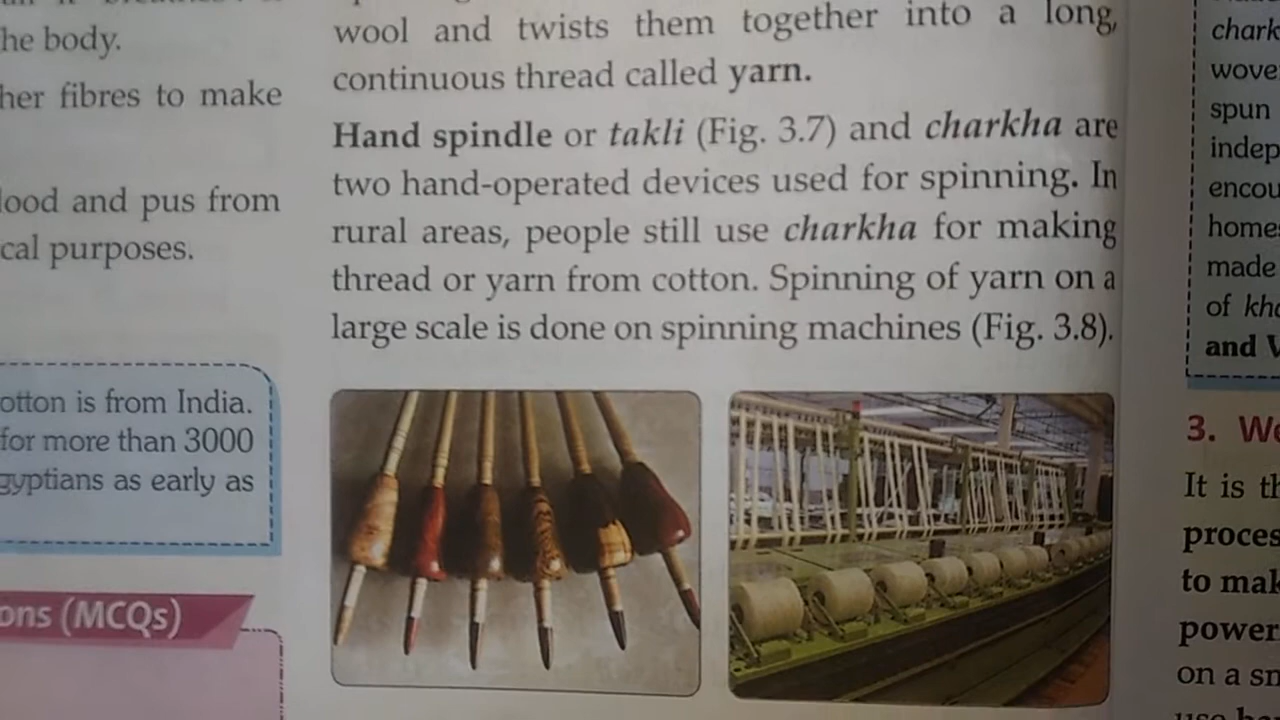 he body.
her fibres to make
lood and pus from
cal purposes.
otton is from India.
for more than 3000
gyptians as early as
ons (MCQs)
wool and twists them together into a long,
continuous thread called yarn.
Hand spindle or takli (Fig. 3.7) and charkha are
two hand-operated devices used for spinning. In
rural areas, people still use charkha for making
thread or yarn from cotton. Spinning of yarn on a
large scale is done on spinning machines (Fig. 3.8).
chark
wove
spun
indep
encou
home
made
of kh
and V
3. W
It is th
proces
to mak
power
on a sn